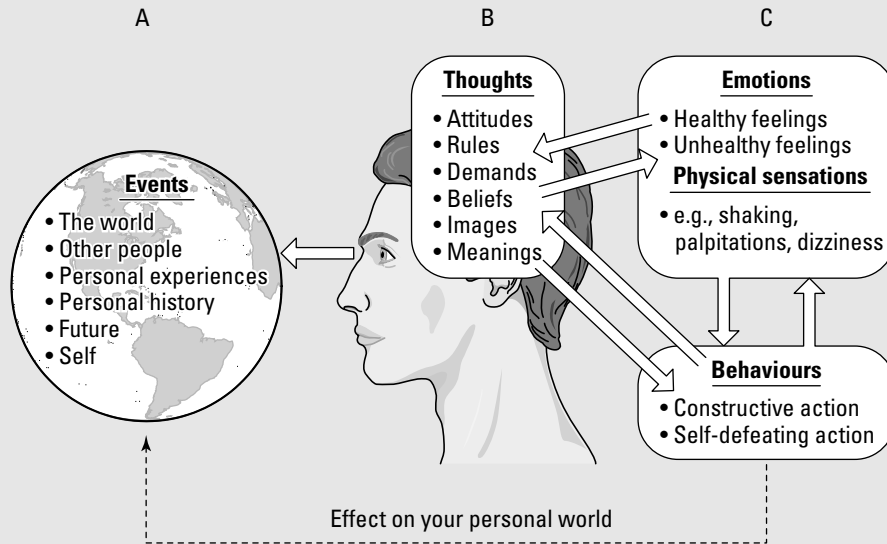 A
B
C
Events
• The world
• Other people
• Personal experiences
• Personal history
• Future
• Self
Thoughts
• Attitudes
• Rules
• Demands
• Beliefs
• Images
• Meanings
Emotions
• Healthy feelings
• Unhealthy feelings
Physical sensations
• e.g., shaking,
palpitations, dizziness
Behaviours
• Constructive action
• Self-defeating action
Effect on your personal world